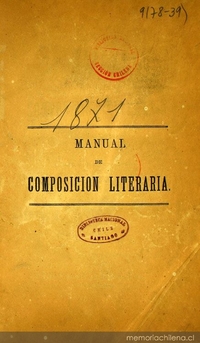 9178-39)
1871
MANUAL
DE
COMPOSICION LITERARIA.
BIBLIOTECA NACIONAL
CHILE
SANTIAGO
memoriachilena.cl